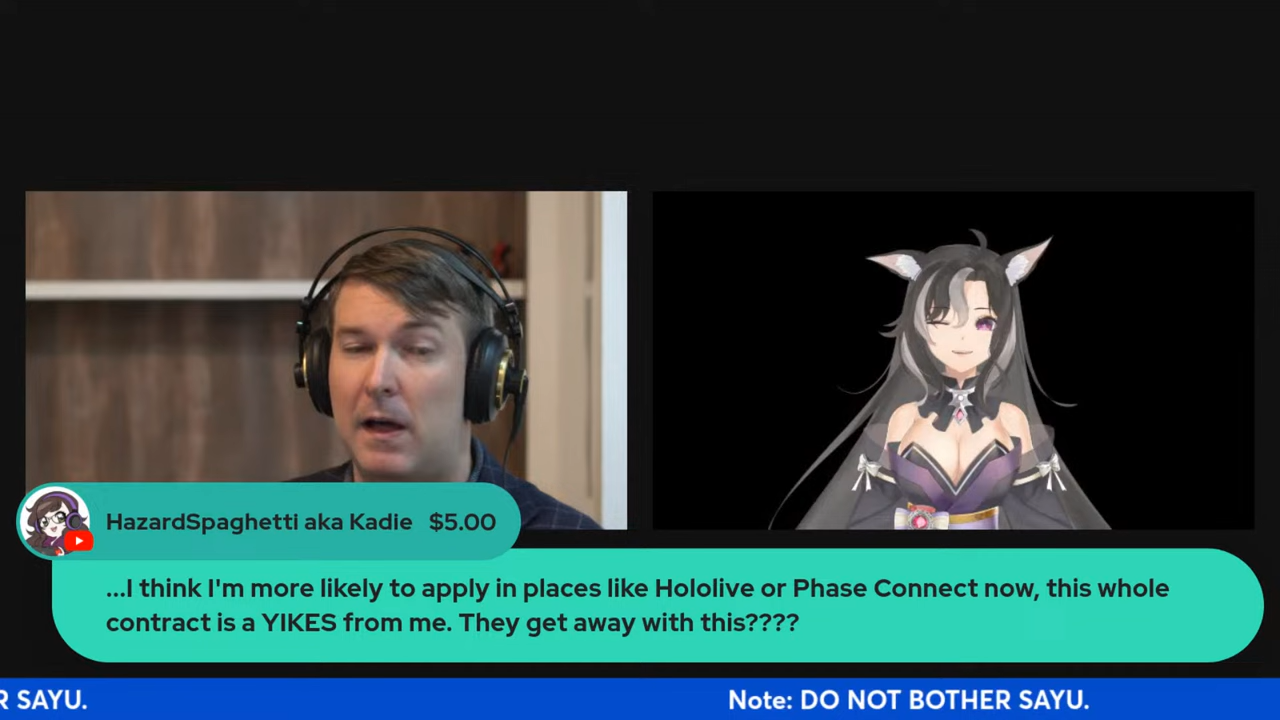 HazardSpaghetti aka Kadie $5.00
...I think I'm more likely to apply in places like Hololive or Phase Connect now, this whole
contract is a YIKES from me. They get away with this????
R SAYU. Note: DO NOT BOTHER SAYU.